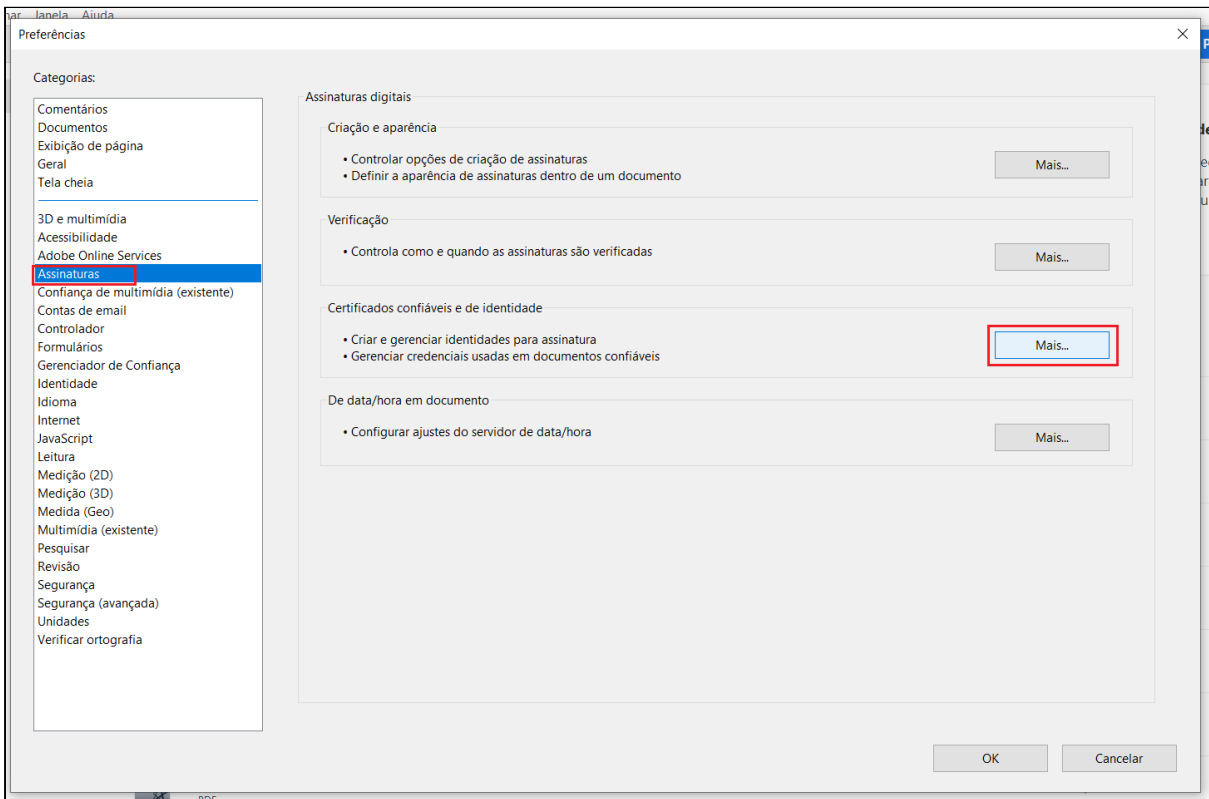 Janela Ajuda
Preferências
Categorias:
Comentários
Documentos
Exibição de página
Geral
Tela cheia
3D e multimídia
Acessibilidade
Adobe Online Services
Assinaturas
Confiança de multimídia (existente)
Contas de email
Controlador
Formulários
Gerenciador de Confiança
Identidade
Idioma
Internet
JavaScript
Leitura
Medição (2D)
Medição (3D)
Medida (Geo)
Multimídia (existente)
Pesquisar
Revisão
Segurança
Segurança (avançada)
Unidades
Verificar ortografia
Assinaturas digitais
Criação e aparência
• Controlar opções de criação de assinaturas
• Definir a aparência de assinaturas dentro de um documento
Mais...
Verificação
• Controla como e quando as assinaturas são verificadas
Mais...
Certificados confiáveis e de identidade
• Criar e gerenciar identidades para assinatura
• Gerenciar credenciais usadas em documentos confiáveis
Mais...
De data/hora em documento
• Configurar ajustes do servidor de data/hora
Mais...
OK
Cancelar